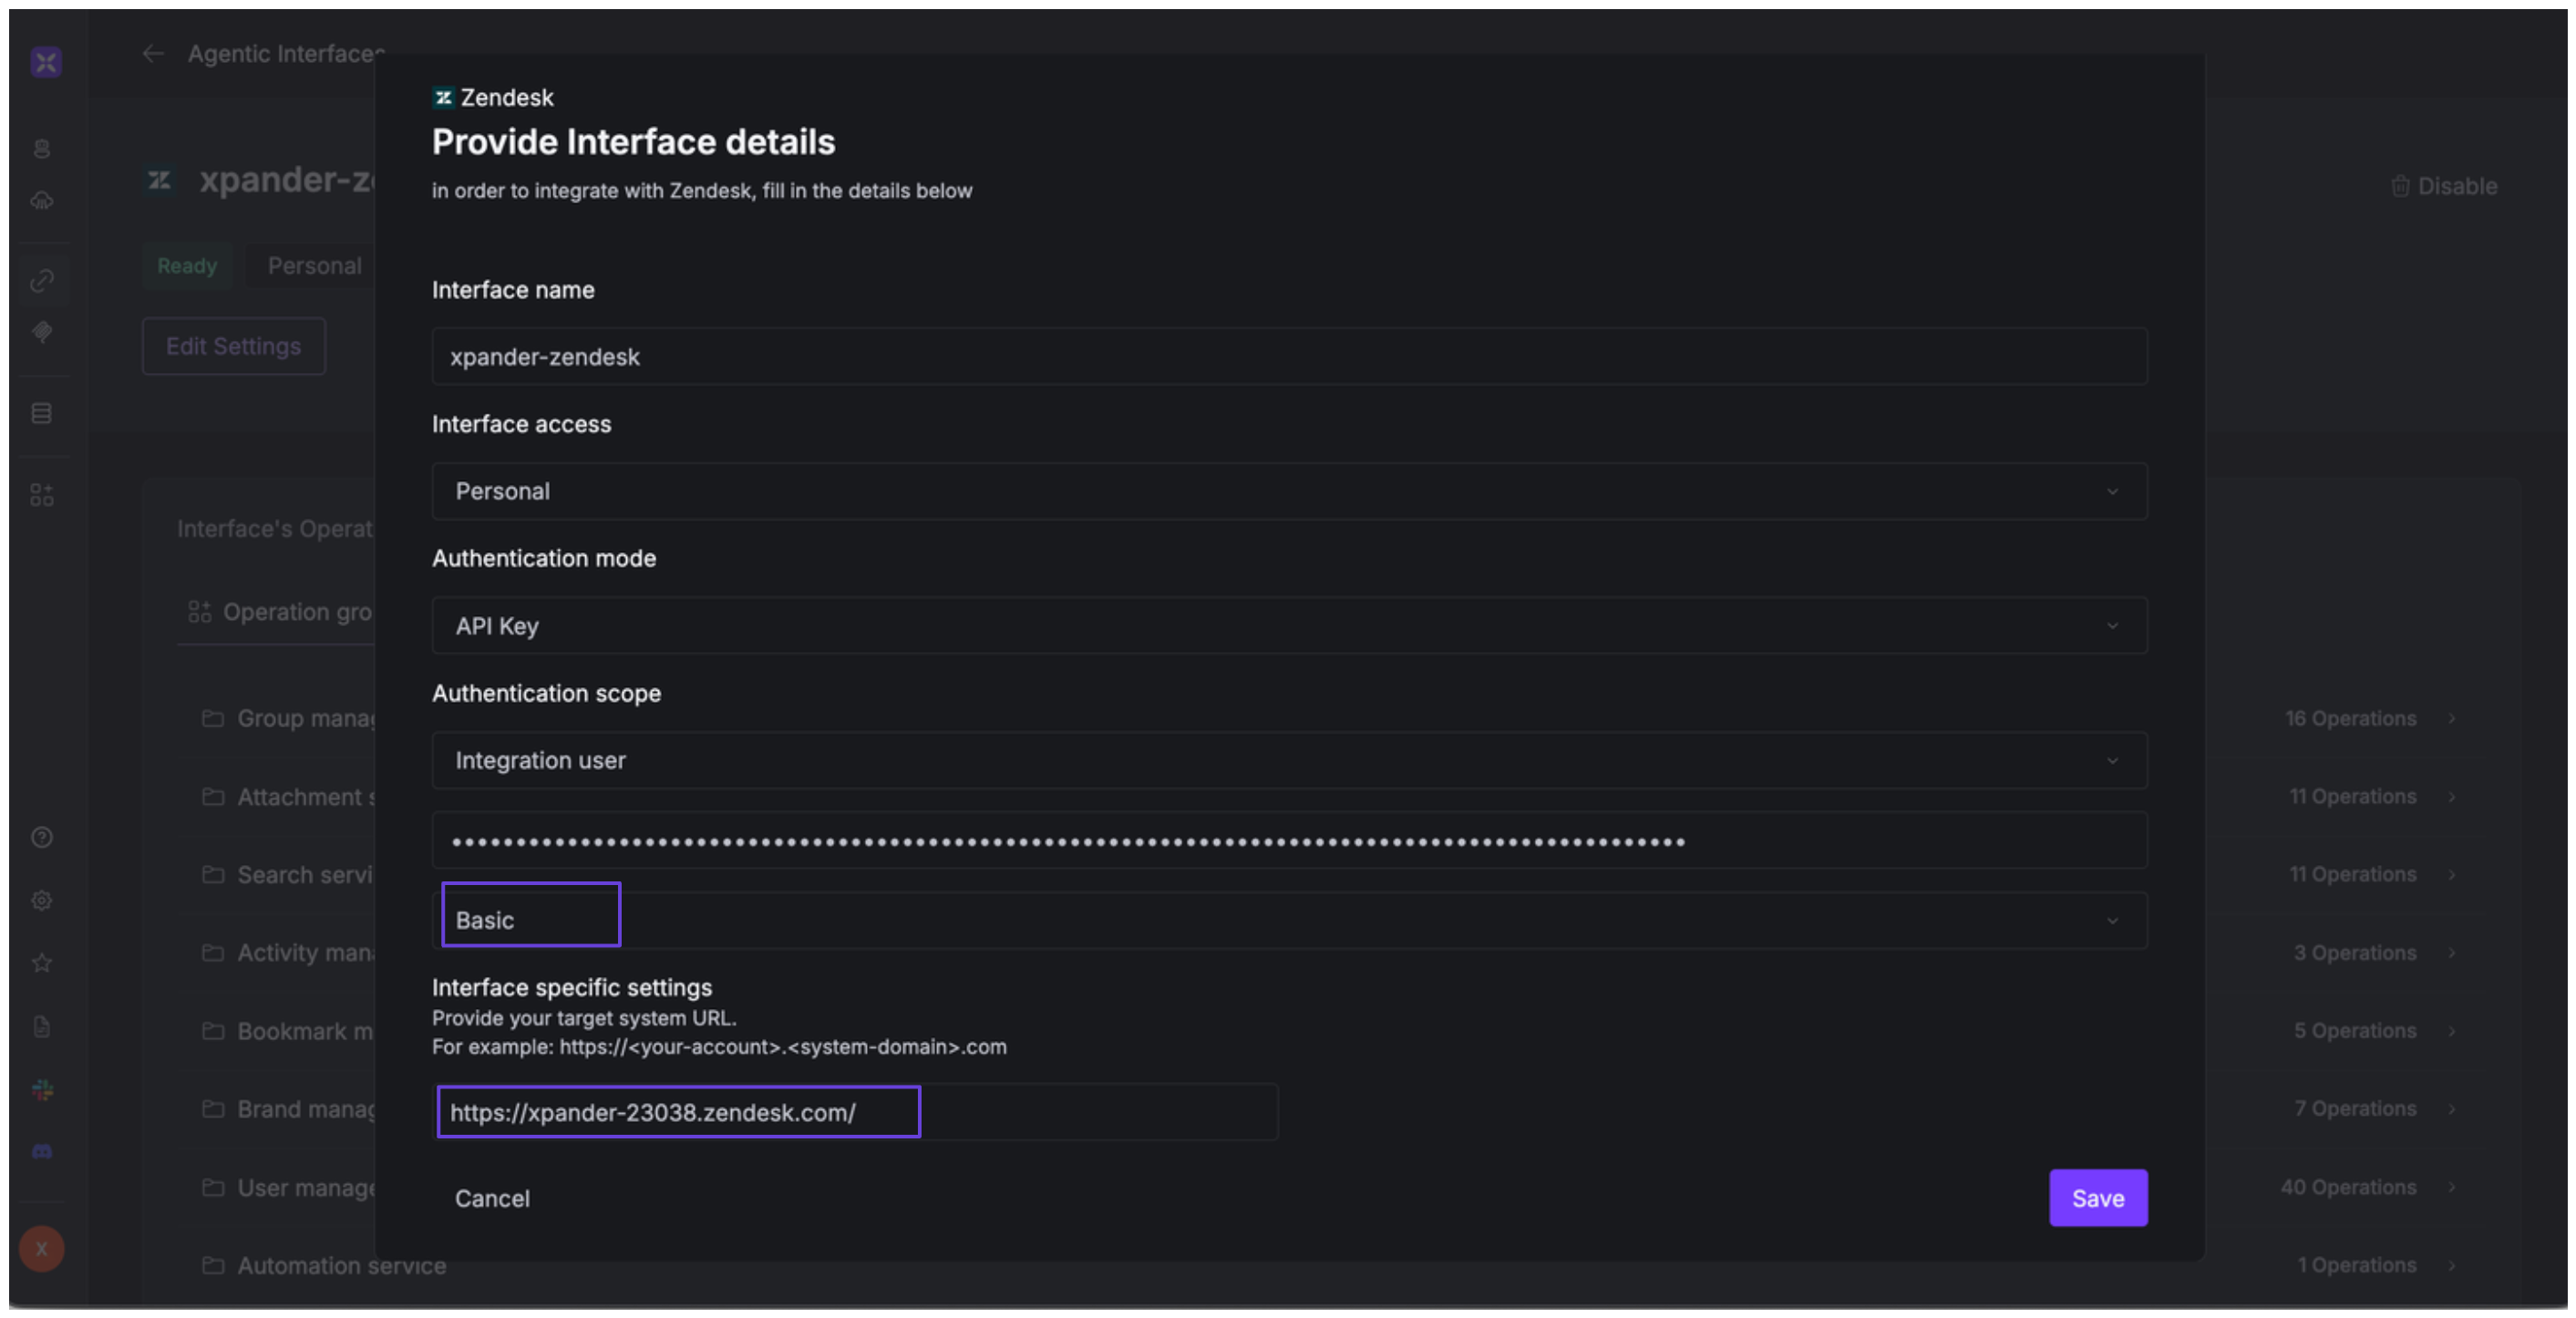 Agentic Interfaces
xpander-z
Disable
Ready
Personal
Edit Settings
Interface's Operat
Operation gro
Group manag
16 Operations
Attachment s
11 Operations
Search servi
11 Operations
Activity mana
3 Operations
Bookmark m
5 Operations
Brand manag
7 Operations
User manage
40 Operations
Automation service
1 Operations
X
Zendesk
Provide Interface details
in order to integrate with Zendesk, fill in the details below
Interface name
xpander-zendesk
Interface access
Personal
Authentication mode
API Key
Authentication scope
Integration user
Basic
Interface specific settings
Provide your target system URL.
For example: https://<your-account>.<system-domain>.com
https://xpander-23038.zendesk.com/
Cancel
Save